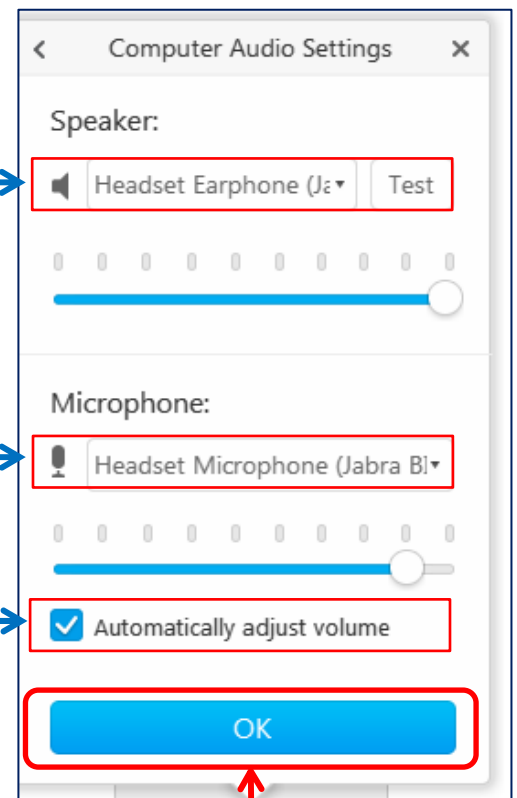 Computer Audio Settings
Speaker:
Headset Earphone (Ja Test
Microphone:
Headset Microphone (Jabra Bl
Automatically adjust volume
OK